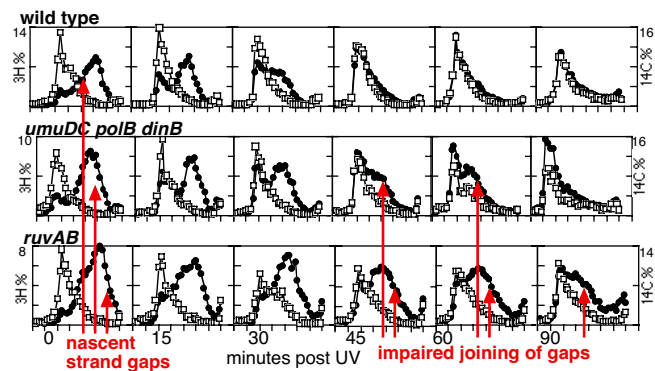 wild type
14
3H %
16
14C %
umuDC polB dinB
10
3H %
16
14C %
ruvAB
8
3H %
14
14C %
0 15 30 45 60 90
nascent strand gaps
minutes post UV
impaired joining of gaps